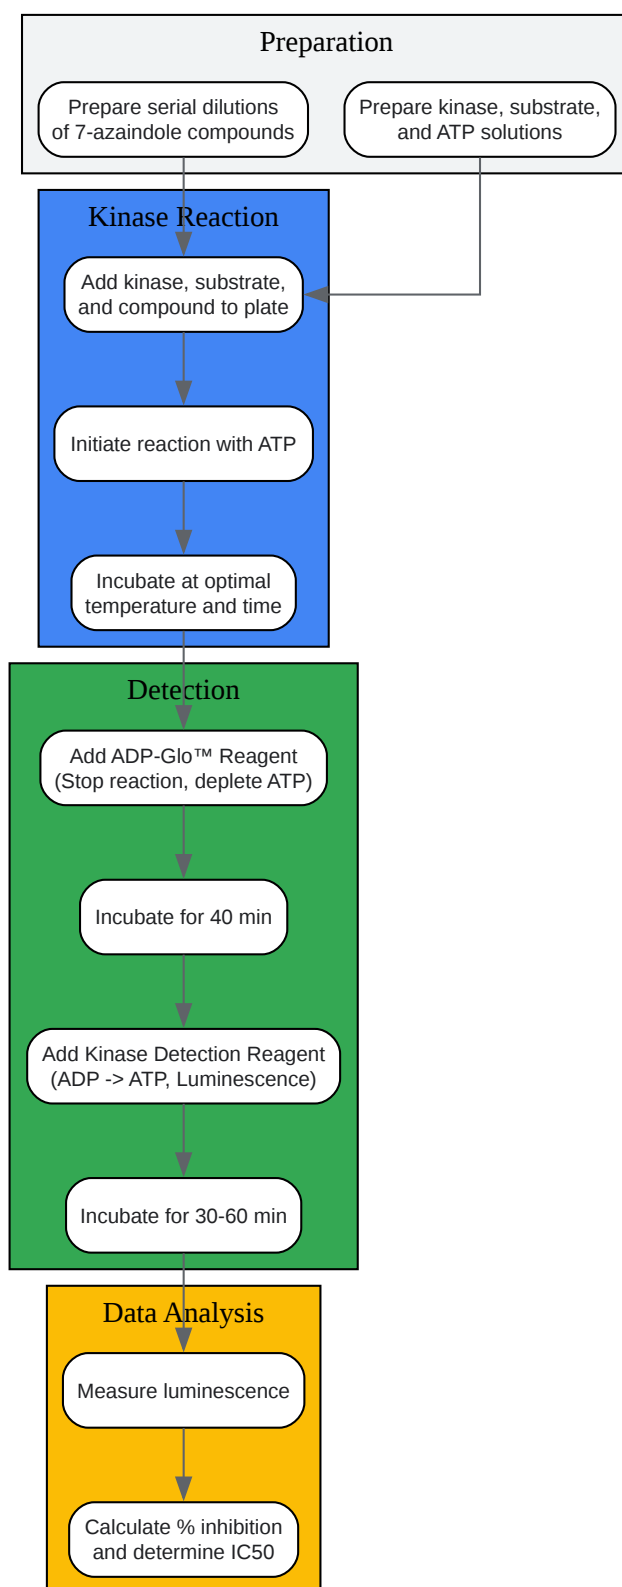 Preparation
Prepare serial dilutions
of 7-azaindole compounds
Prepare kinase, substrate,
and ATP solutions
Kinase Reaction
Add kinase, substrate,
and compound to plate
Initiate reaction with ATP
Incubate at optimal
temperature and time
Detection
Add ADP-Glo™ Reagent
(Stop reaction, deplete ATP)
Incubate for 40 min
Add Kinase Detection Reagent
(ADP -> ATP, Luminescence)
Incubate for 30-60 min
Data Analysis
Measure luminescence
Calculate % inhibition
and determine IC50